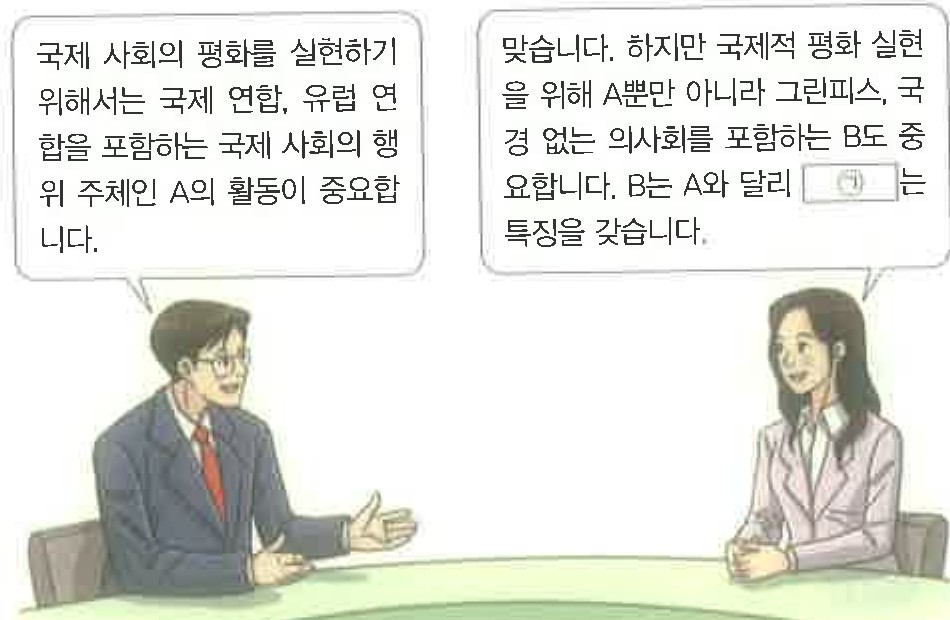 국제 사회의 평화를 실현하기
위해서는 국제 연합, 유럽 연
합을 포함하는 국제 사회의 행
위 주체인 A의 활동이 중요합
니다.
맞습니다. 하지만 국제적 평화 실현
을 위해 A뿐만 아니라 그린피스, 국
경 없는 의사회를 포함하는 B도 중
요합니다. B는 A와 달리 ㉠는
특징을 갖습니다.